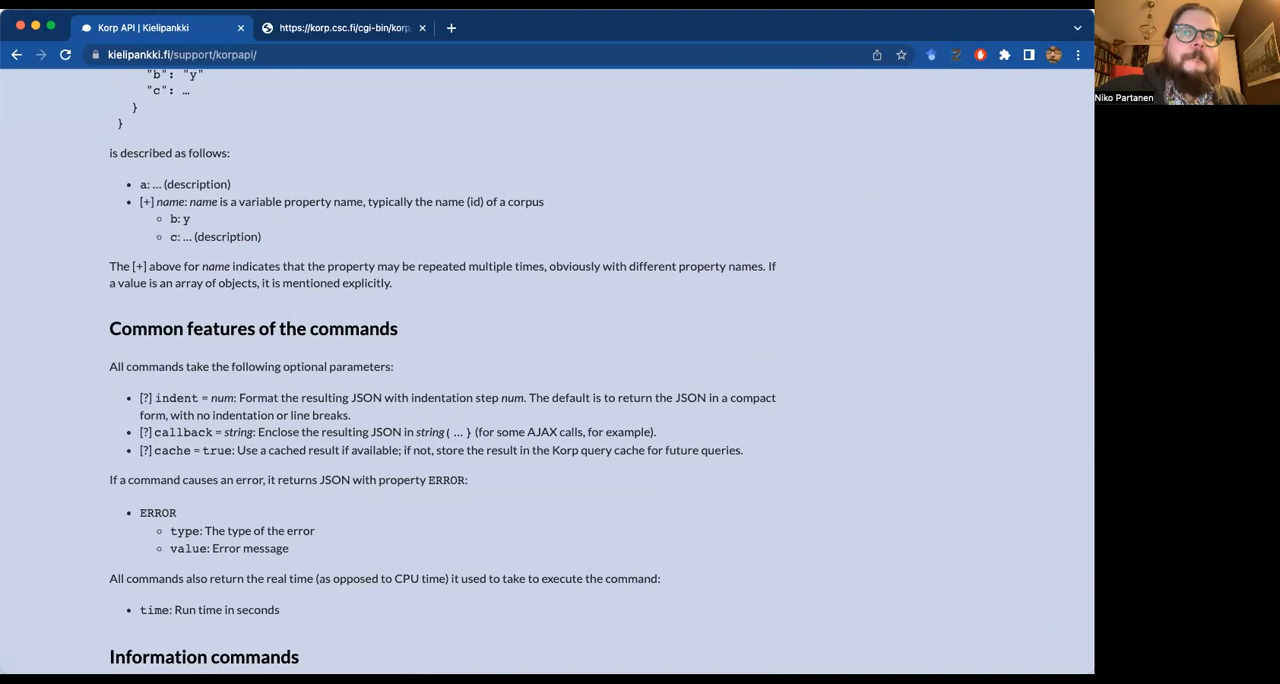 Korp API | Kielipankki
https://korp.csc.fi/cgi-bin/korp
kielipankki.fi/support/korpapi/
Niko Partanen
"b": "y"
"c": …
}
}
is described as follows:
• a: … (description)
• [+] name: name is a variable property name, typically the name (id) of a corpus
◦ b: y
◦ c: … (description)
The [+] above for name indicates that the property may be repeated multiple times, obviously with different property names. If
a value is an array of objects, it is mentioned explicitly.
Common features of the commands
All commands take the following optional parameters:
• [?] indent = num: Format the resulting JSON with indentation step num. The default is to return the JSON in a compact
form, with no indentation or line breaks.
• [?] callback = string: Enclose the resulting JSON in string( … } (for some AJAX calls, for example).
• [?] cache = true: Use a cached result if available; if not, store the result in the Korp query cache for future queries.
If a command causes an error, it returns JSON with property ERROR:
• ERROR
◦ type: The type of the error
◦ value: Error message
All commands also return the real time (as opposed to CPU time) it used to take to execute the command:
• time: Run time in seconds
Information commands